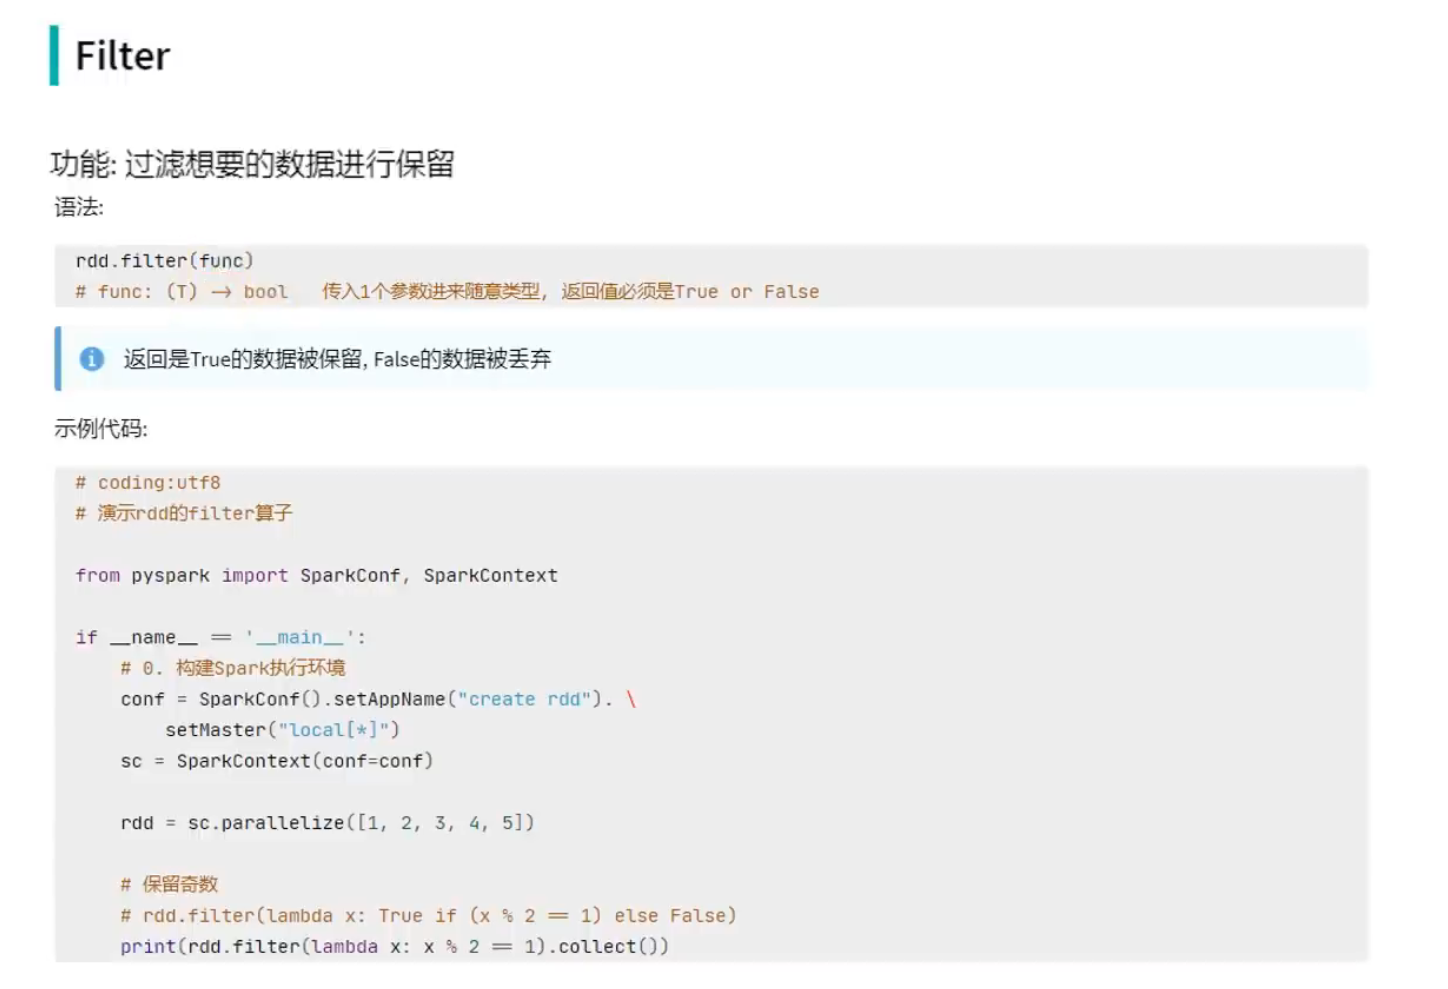 Filter
功能: 过滤想要的数据进行保留
语法:
rdd.filter(func)
# func: (T) -> bool   传入1个参数进来随意类型, 返回值必须是True or False
返回是True的数据被保留, False的数据被丢弃
示例代码:
# coding:utf8
# 演示rdd的filter算子
from pyspark import SparkConf, SparkContext
if __name__ == '__main__':
    # 0. 构建Spark执行环境
    conf = SparkConf().setAppName("create rdd"). \
        setMaster("local[*]")
    sc = SparkContext(conf=conf)
    rdd = sc.parallelize([1, 2, 3, 4, 5])
    # 保留奇数
    # rdd.filter(lambda x: True if (x % 2 == 1) else False)
    print(rdd.filter(lambda x: x % 2 == 1).collect())